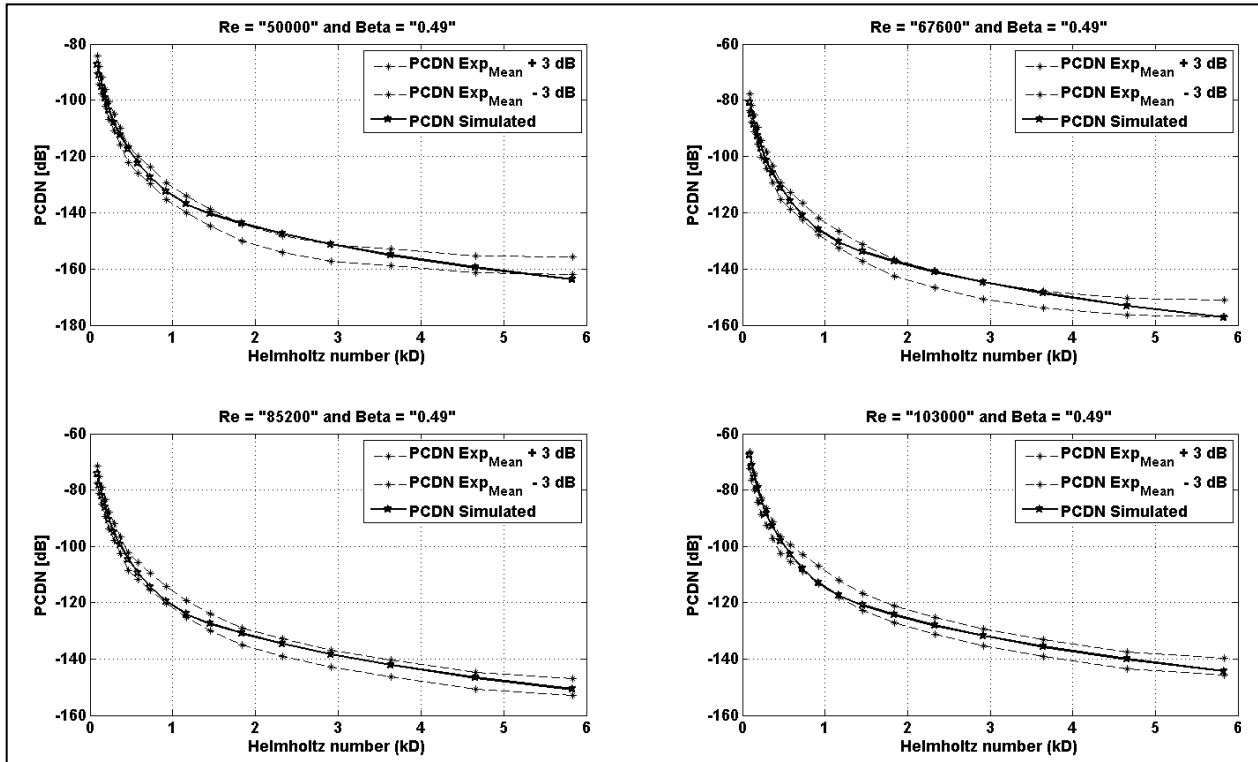 Re = "50000" and Beta = "0.49"
PCDN [dB]
-80
-100
-120
-140
-160
-180
PCDN Exp_Mean + 3 dB
PCDN Exp_Mean - 3 dB
PCDN Simulated
0 1 2 3 4 5 6
Helmholtz number (kD)
Re = "67600" and Beta = "0.49"
PCDN [dB]
-60
-80
-100
-120
-140
-160
PCDN Exp_Mean + 3 dB
PCDN Exp_Mean - 3 dB
PCDN Simulated
0 1 2 3 4 5 6
Helmholtz number (kD)
Re = "85200" and Beta = "0.49"
PCDN [dB]
-60
-80
-100
-120
-140
-160
PCDN Exp_Mean + 3 dB
PCDN Exp_Mean - 3 dB
PCDN Simulated
0 1 2 3 4 5 6
Helmholtz number (kD)
Re = "103000" and Beta = "0.49"
PCDN [dB]
-60
-80
-100
-120
-140
-160
PCDN Exp_Mean + 3 dB
PCDN Exp_Mean - 3 dB
PCDN Simulated
0 1 2 3 4 5 6
Helmholtz number (kD)